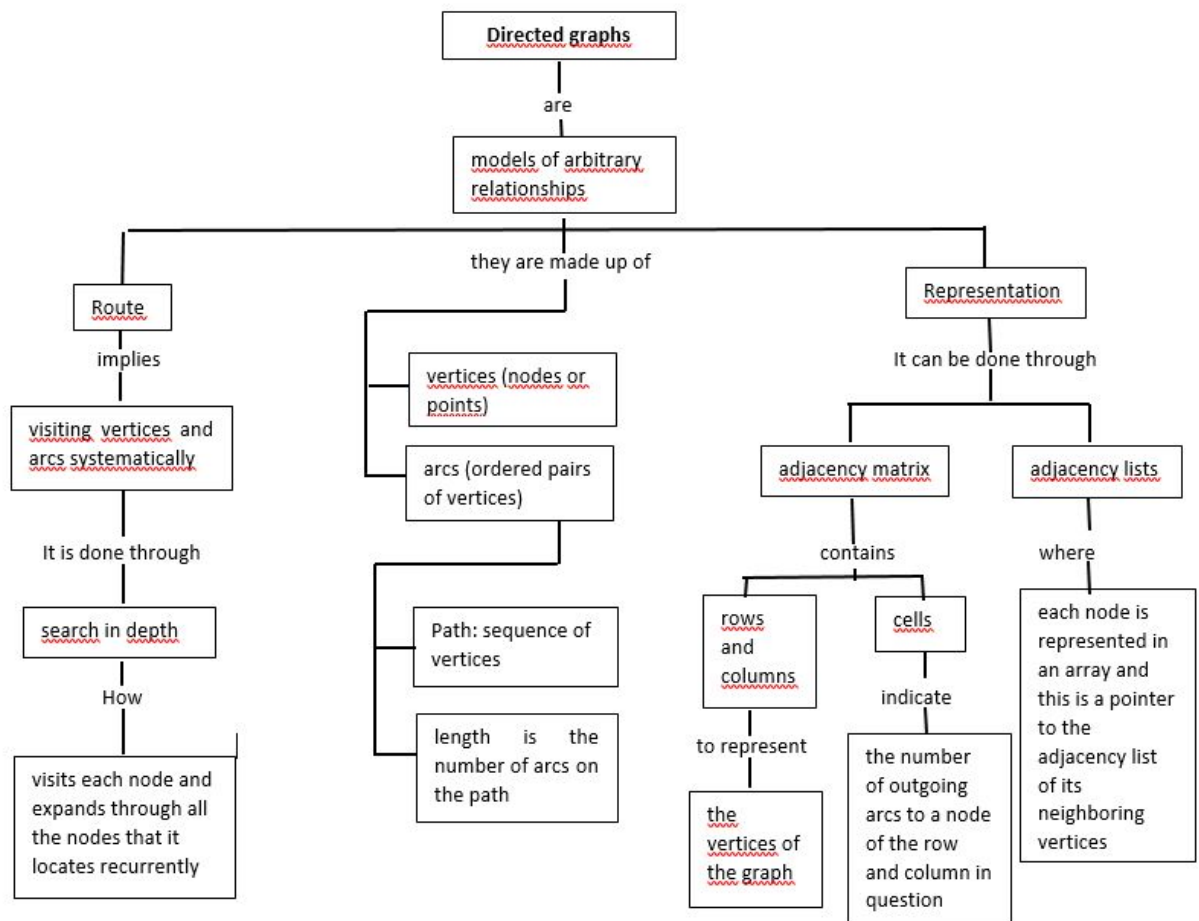 Directed graphs
are
models of arbitrary
relationships
they are made up of
Route
implies
visiting vertices and
arcs systematically
It is done through
search in depth
How
visits each node and
expands through all
the nodes that it
locates recurrently
vertices (nodes or
points)
arcs (ordered pairs
of vertices)
Path: sequence of
vertices
length is the
number of arcs on
the path
Representation
It can be done through
adjacency matrix
contains
rows
and
columns
to represent
the
vertices of
the graph
cells
indicate
the number
of outgoing
arcs to a node
of the row
and column in
question
adjacency lists
where
each node is
represented in
an array and
this is a pointer
to the
adjacency list
of its
neighboring
vertices